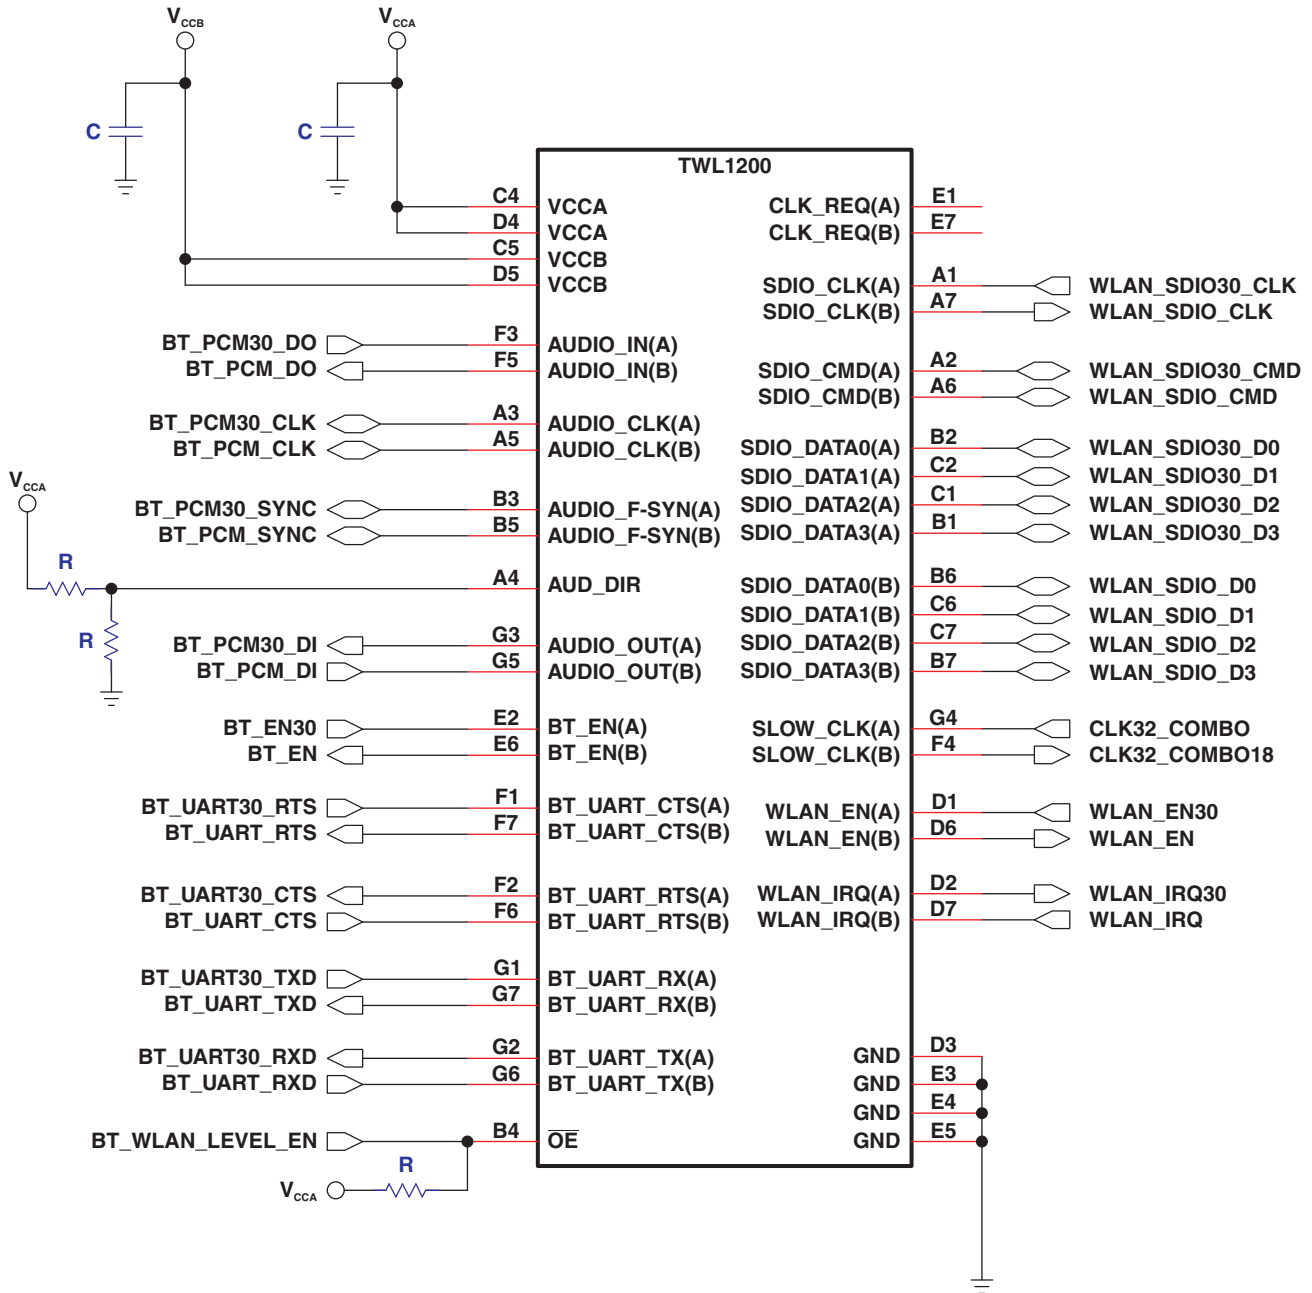 VCCB
VCCA
C
C
TWL1200
C4 VCCA
D4 VCCA
C5 VCCB
D5 VCCB
BT_PCM30_DO F3 AUDIO_IN(A)
BT_PCM_DO F5 AUDIO_IN(B)
BT_PCM30_CLK A3 AUDIO_CLK(A)
BT_PCM_CLK A5 AUDIO_CLK(B)
VCCA
BT_PCM30_SYNC B3 AUDIO_F-SYN(A)
BT_PCM_SYNC B5 AUDIO_F-SYN(B)
R
A4 AUD_DIR
R
BT_PCM30_DI G3 AUDIO_OUT(A)
BT_PCM_DI G5 AUDIO_OUT(B)
BT_EN30 E2 BT_EN(A)
BT_EN E6 BT_EN(B)
BT_UART30_RTS F1 BT_UART_CTS(A)
BT_UART_RTS F7 BT_UART_CTS(B)
BT_UART30_CTS F2 BT_UART_RTS(A)
BT_UART_CTS F6 BT_UART_RTS(B)
BT_UART30_TXD G1 BT_UART_RX(A)
BT_UART_TXD G7 BT_UART_RX(B)
BT_UART30_RXD G2 BT_UART_TX(A)
BT_UART_RXD G6 BT_UART_TX(B)
BT_WLAN_LEVEL_EN B4 OE
R
VCCA
CLK_REQ(A) E1
CLK_REQ(B) E7
SDIO_CLK(A) A1 WLAN_SDIO30_CLK
SDIO_CLK(B) A7 WLAN_SDIO_CLK
SDIO_CMD(A) A2 WLAN_SDIO30_CMD
SDIO_CMD(B) A6 WLAN_SDIO_CMD
SDIO_DATA0(A) B2 WLAN_SDIO30_D0
SDIO_DATA1(A) C2 WLAN_SDIO30_D1
SDIO_DATA2(A) C1 WLAN_SDIO30_D2
SDIO_DATA3(A) B1 WLAN_SDIO30_D3
SDIO_DATA0(B) B6 WLAN_SDIO_D0
SDIO_DATA1(B) C6 WLAN_SDIO_D1
SDIO_DATA2(B) C7 WLAN_SDIO_D2
SDIO_DATA3(B) B7 WLAN_SDIO_D3
SLOW_CLK(A) G4 CLK32_COMBO
SLOW_CLK(B) F4 CLK32_COMBO18
WLAN_EN(A) D1 WLAN_EN30
WLAN_EN(B) D6 WLAN_EN
WLAN_IRQ(A) D2 WLAN_IRQ30
WLAN_IRQ(B) D7 WLAN_IRQ
GND D3
GND E3
GND E4
GND E5